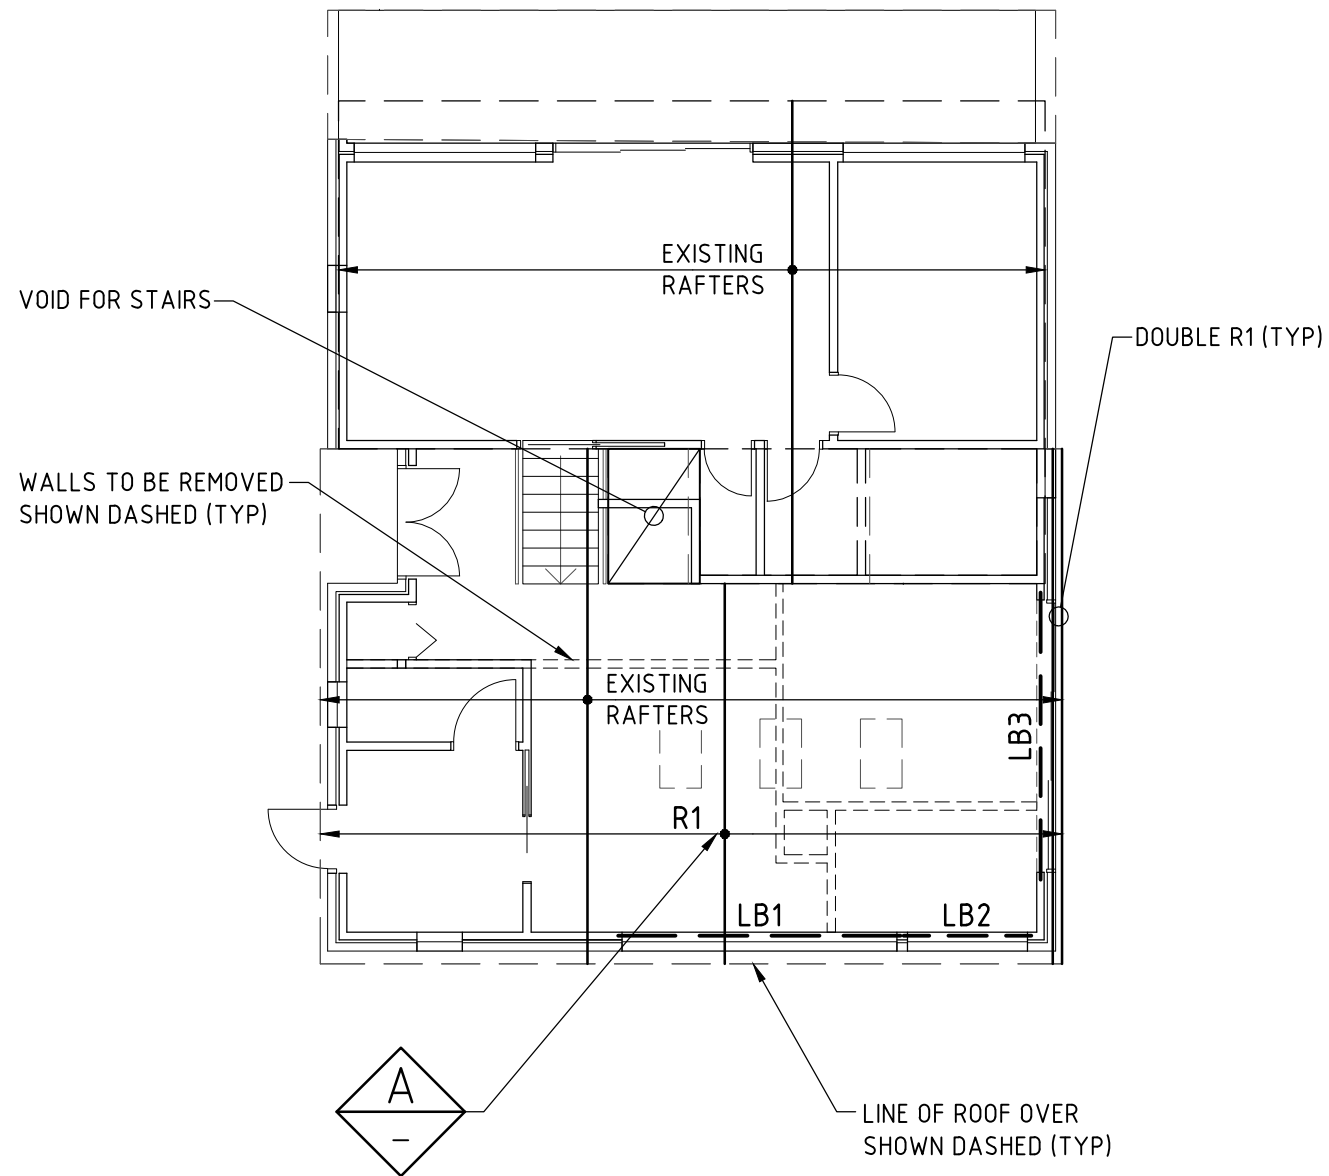 EXISTING
RAFTERS
VOID FOR STAIRS
DOUBLE R1 (TYP)
WALLS TO BE REMOVED
SHOWN DASHED (TYP)
EXISTING
RAFTERS
LB3
R1
LB1
LB2
A
-
LINE OF ROOF OVER
SHOWN DASHED (TYP)